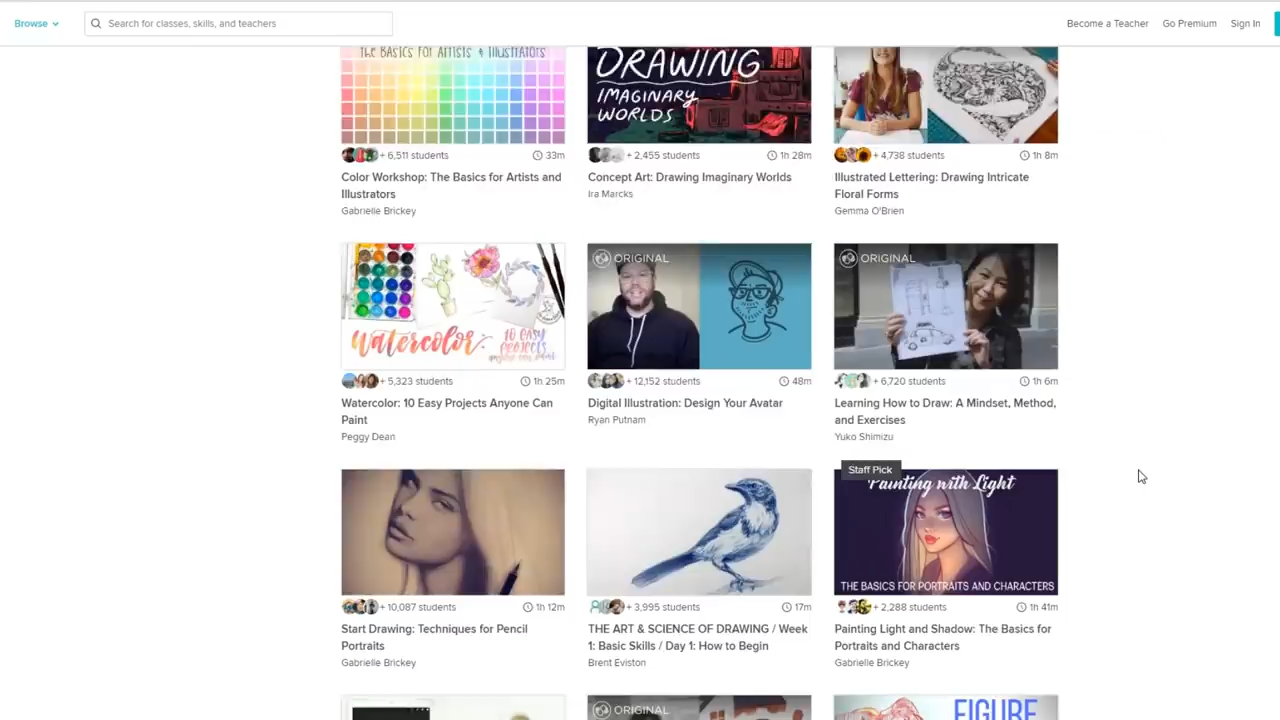 Browse
Search for classes, skills, and teachers
Become a Teacher
Go Premium
Sign In
THE BASICS FOR ARTISTS & ILLUSTRATORS
DRAWING
IMAGINARY
WORLDS
+ 6,511 students
33m
+ 2,455 students
1h 28m
+ 4,738 students
1h 8m
Color Workshop: The Basics for Artists and
Illustrators
Gabrielle Brickey
Concept Art: Drawing Imaginary Worlds
Ira Marcks
Illustrated Lettering: Drawing Intricate
Floral Forms
Gemma O'Brien
watercolor:
10 EASY
PROJECTS
anyone can paint
ORIGINAL
ORIGINAL
+ 5,323 students
1h 25m
+ 12,152 students
48m
+ 6,720 students
1h 6m
Watercolor: 10 Easy Projects Anyone Can
Paint
Peggy Dean
Digital Illustration: Design Your Avatar
Ryan Putnam
Learning How to Draw: A Mindset, Method,
and Exercises
Yuko Shimizu
Staff Pick
Painting with Light
THE BASICS FOR PORTRAITS AND CHARACTERS
+ 10,087 students
1h 12m
+ 3,995 students
17m
+ 2,288 students
1h 41m
Start Drawing: Techniques for Pencil
Portraits
Gabrielle Brickey
THE ART & SCIENCE OF DRAWING / Week
1: Basic Skills / Day 1: How to Begin
Brent Eviston
Painting Light and Shadow: The Basics for
Portraits and Characters
Gabrielle Brickey
ORIGINAL
FIGURE